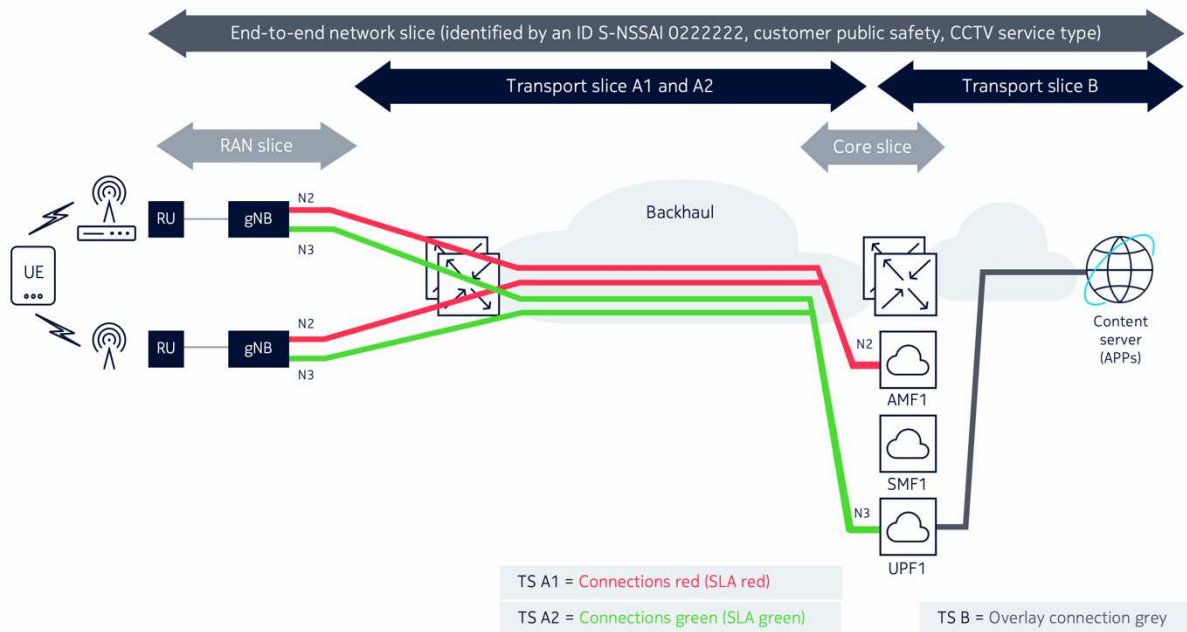 End-to-end network slice (identified by an ID S-NSSAI 0222222, customer public safety, CCTV service type)
Transport slice A1 and A2
Transport slice B
RAN slice
Core slice
N2
RU
gNB
N3
Backhaul
UE
N2
RU
gNB
N3
Content
server
(APPs)
N2
AMF1
SMF1
N3
UPF1
TS A1 = Connections red (SLA red)
TS A2 = Connections green (SLA green)
TS B = Overlay connection grey